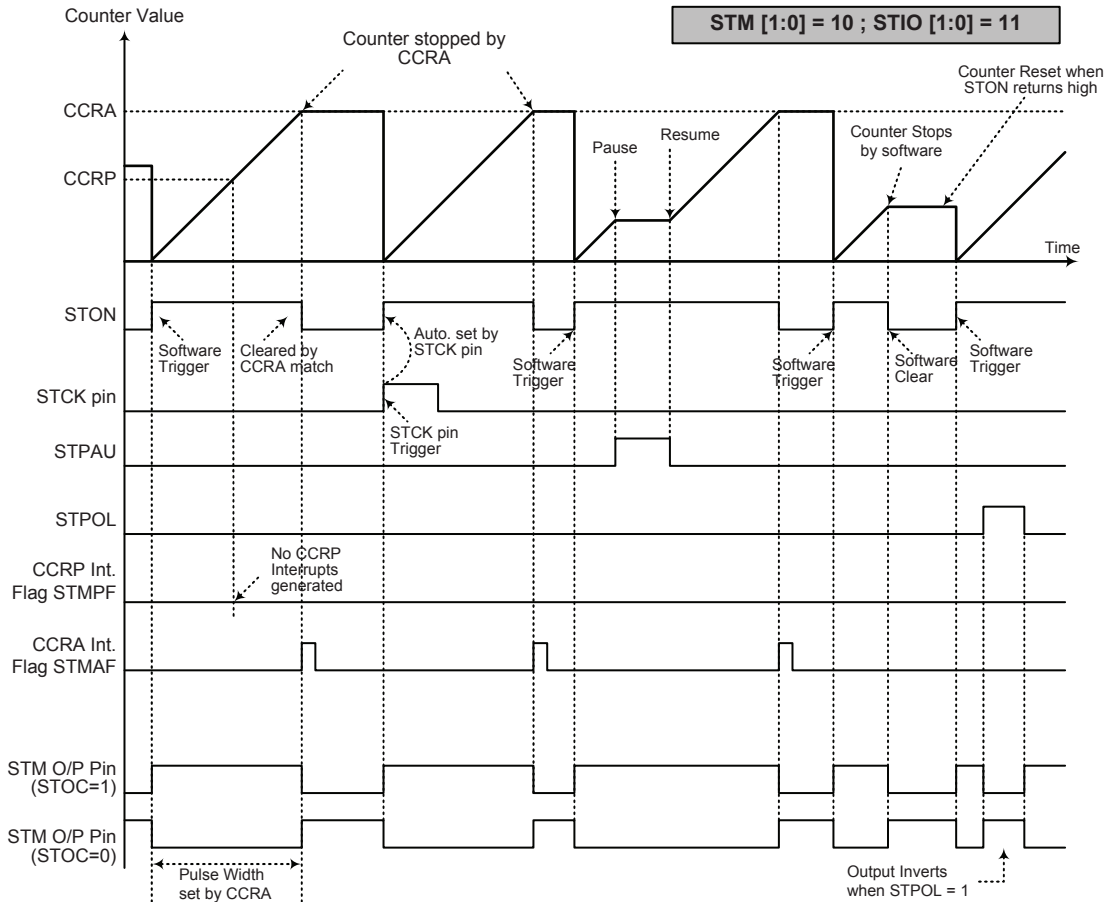 Counter Value
STM [1:0] = 10 ; STIO [1:0] = 11
Counter stopped by
CCRA
Counter Reset when
STON returns high
CCRA
Pause
Resume
Counter Stops
by software
CCRP
Time
STON
Software
Trigger
Cleared by
CCRA match
Auto. set by
STCK pin
Software
Trigger
Software
Trigger
Software
Clear
Software
Trigger
STCK pin
STCK pin
Trigger
STPAU
STPOL
CCRP Int.
Flag STMPF
No CCRP
Interrupts
generated
CCRA Int.
Flag STMAF
STM O/P Pin
(STOC=1)
STM O/P Pin
(STOC=0)
Pulse Width
set by CCRA
Output Inverts
when STPOL = 1